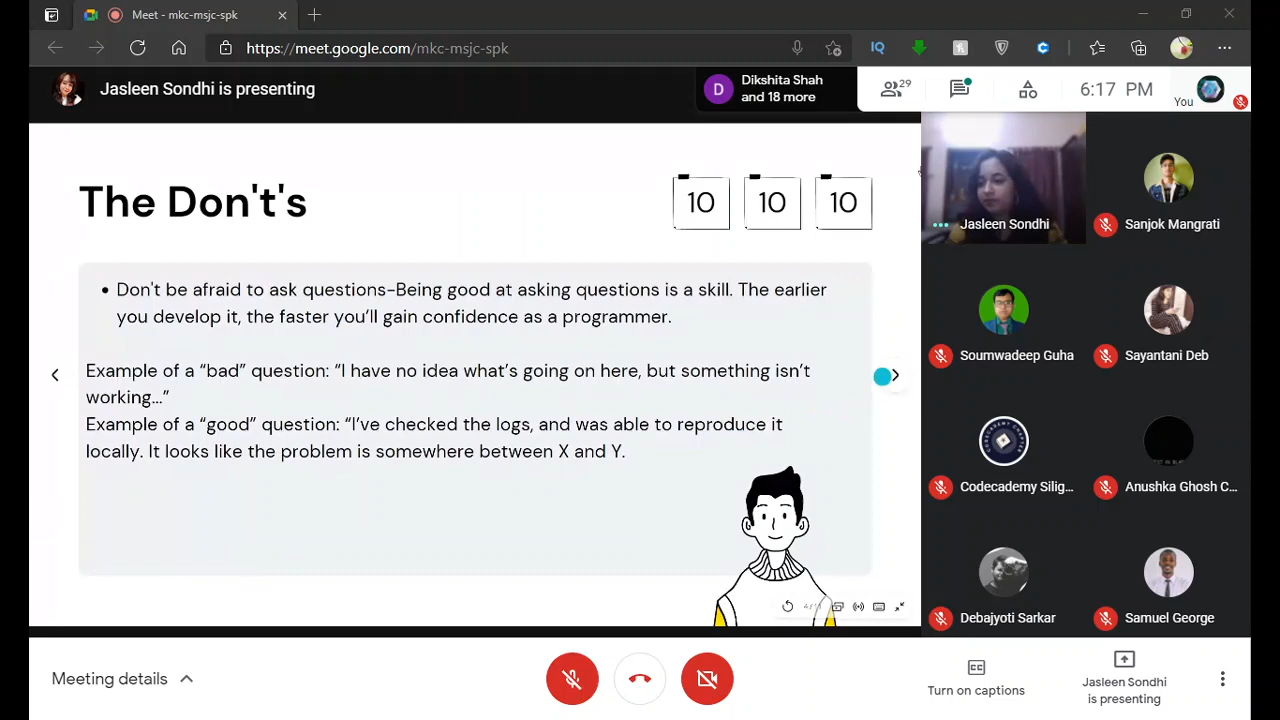 Meet - mkc-msjc-spk
https://meet.google.com/mkc-msjc-spk
IQ
Jasleen Sondhi is presenting
D
Dikshita Shah
and 18 more
29
6:17 PM
You
The Don't's
10 10 10
• Don't be afraid to ask questions-Being good at asking questions is a skill. The earlier
you develop it, the faster you'll gain confidence as a programmer.
Example of a “bad” question: “I have no idea what's going on here, but something isn't
working...”
Example of a “good” question: “I've checked the logs, and was able to reproduce it
locally. It looks like the problem is somewhere between X and Y.
Jasleen Sondhi
Sanjok Mangrati
Soumwadeep Guha
Sayantani Deb
Codecademy Silig...
Anushka Ghosh C...
Debajyoti Sarkar
Samuel George
Meeting details
Turn on captions
Jasleen Sondhi
is presenting